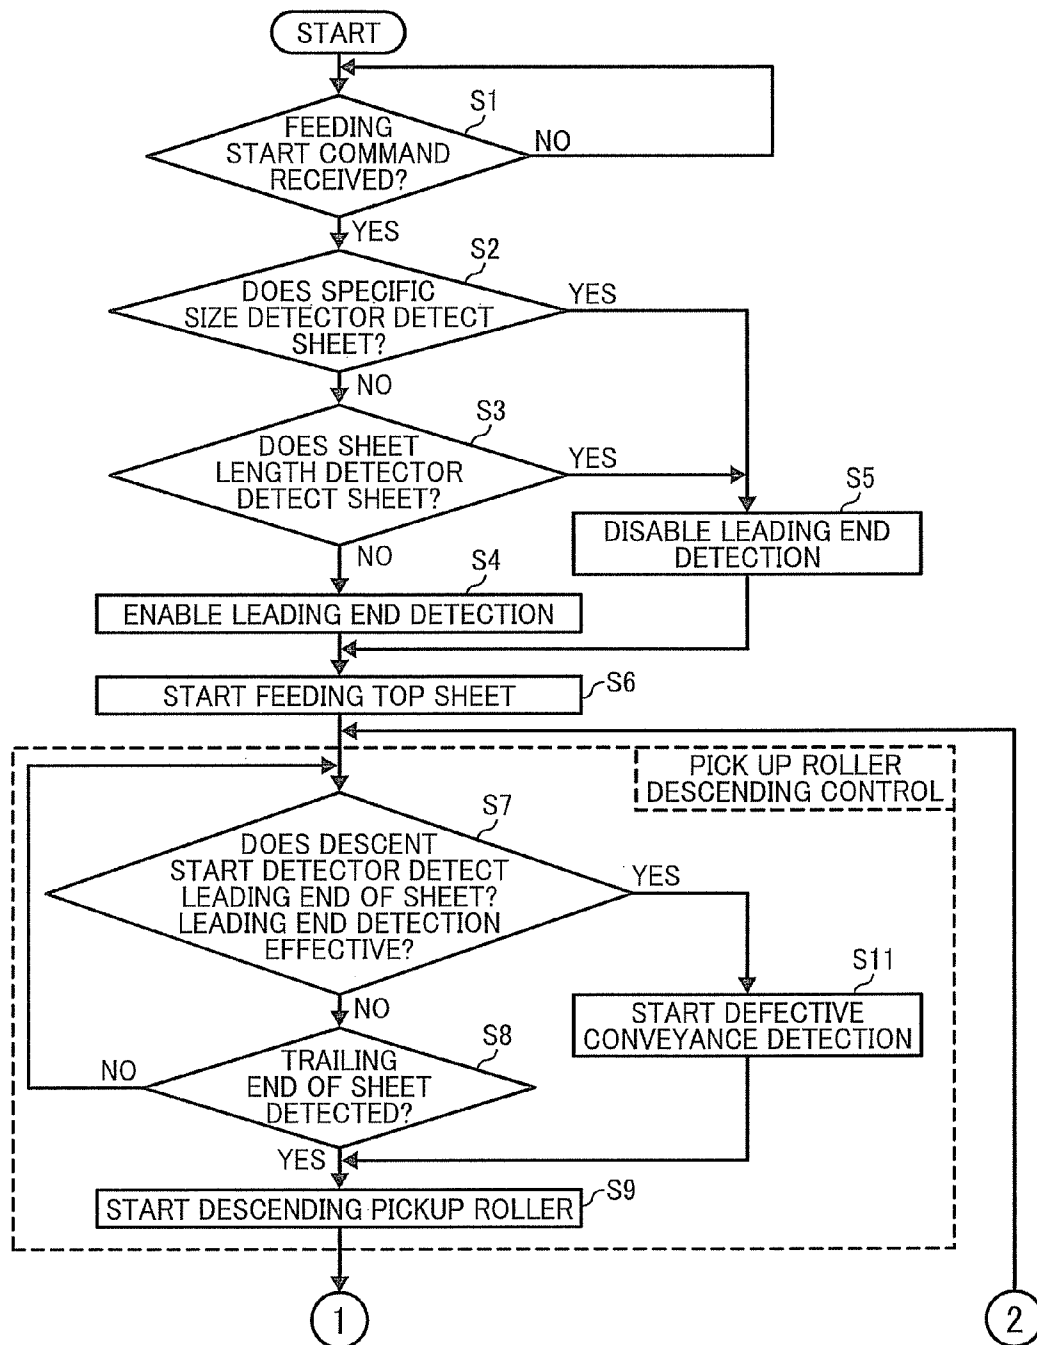 START
S1
FEEDING
START COMMAND
RECEIVED?
NO
YES
S2
DOES SPECIFIC
SIZE DETECTOR DETECT
SHEET?
YES
NO
S3
DOES SHEET
LENGTH DETECTOR
DETECT SHEET?
YES
NO
S5
DISABLE LEADING END
DETECTION
S4
ENABLE LEADING END DETECTION
START FEEDING TOP SHEET
S6
PICK UP ROLLER
DESCENDING CONTROL
S7
DOES DESCENT
START DETECTOR DETECT
LEADING END OF SHEET?
LEADING END DETECTION
EFFECTIVE?
YES
NO
S11
START DEFECTIVE
CONVEYANCE DETECTION
S8
TRAILING
END OF SHEET
DETECTED?
NO
YES
START DESCENDING PICKUP ROLLER
S9
1
2